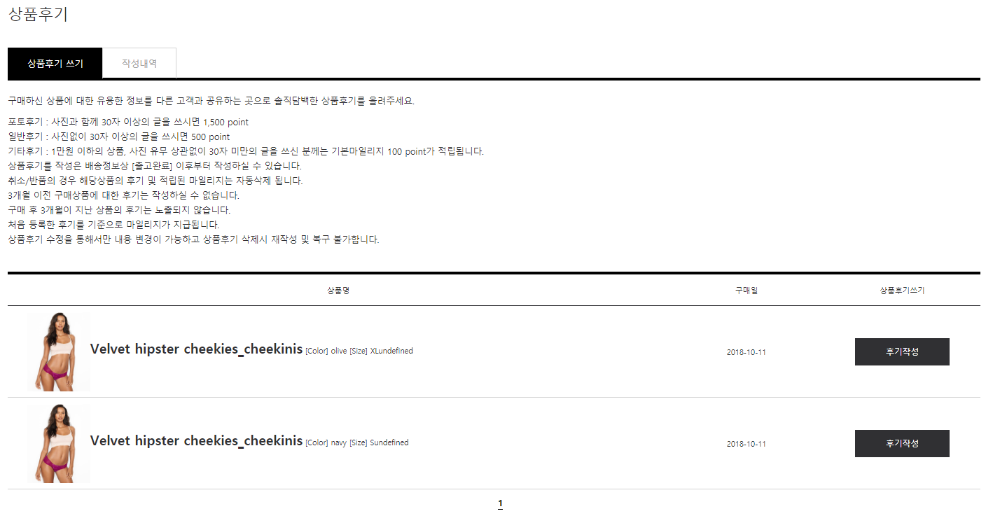 상품후기
상품후기 쓰기 작성내역
구매하신 상품에 대한 유용한 정보를 다른 고객과 공유하는 곳으로 솔직담백한 상품후기를 올려주세요.
포토후기 : 사진과 함께 30자 이상의 글을 쓰시면 1,500 point
일반후기 : 사진없이 30자 이상의 글을 쓰시면 500 point
기타후기 : 1만원 이하의 상품, 사진 유무 상관없이 30자 미만의 글을 쓰신 분께는 기본마일리지 100 point가 적립됩니다.
상품후기를 작성은 배송정보상 [출고완료] 이후부터 작성하실 수 있습니다.
취소/반품의 경우 해당상품의 후기 및 적립된 마일리지는 자동삭제 됩니다.
3개월 이전 구매상품에 대한 후기는 작성하실 수 없습니다.
구매 후 3개월이 지난 상품의 후기는 노출되지 않습니다.
처음 등록한 후기를 기준으로 마일리지가 지급됩니다.
상품후기 수정을 통해서만 내용 변경이 가능하고 상품후기 삭제시 재작성 및 복구 불가합니다.
상품명 구매일 상품후기쓰기
Velvet hipster cheekies_cheekinis [Color] olive [Size] XLundefined 2018-10-11 후기작성
Velvet hipster cheekies_cheekinis [Color] navy [Size] Sundefined 2018-10-11 후기작성
1